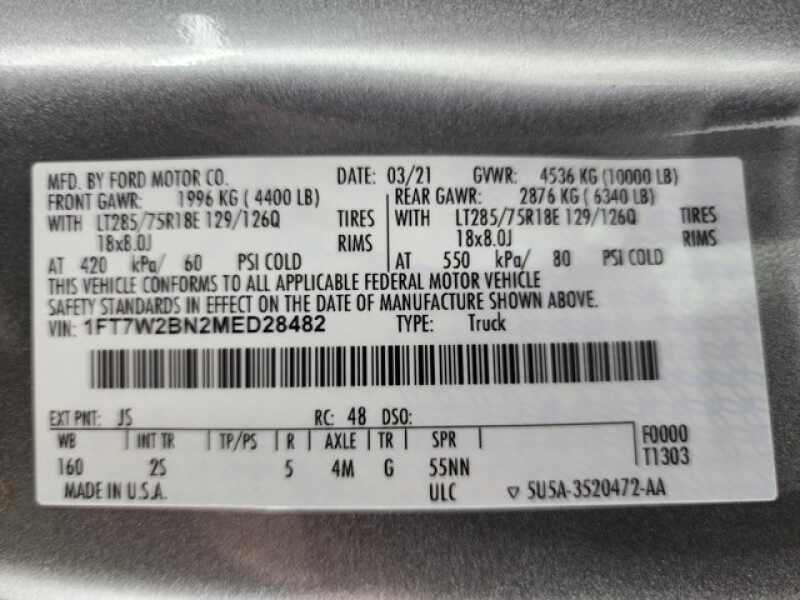 MFD. BY FORD MOTOR CO. DATE: 03/21 GVWR: 4536 KG (10000 LB)
FRONT GAWR: 1996 KG ( 4400 LB) REAR GAWR: 2876 KG ( 6340 LB)
WITH LT285/75R18E 129/126Q TIRES WITH LT285/75R18E 129/126Q TIRES
18x8.0J RIMS 18x8.0J RIMS
AT 420 kPa/ 60 PSI COLD AT 550 kPa/ 80 PSI COLD
THIS VEHICLE CONFORMS TO ALL APPLICABLE FEDERAL MOTOR VEHICLE
SAFETY STANDARDS IN EFFECT ON THE DATE OF MANUFACTURE SHOWN ABOVE.
VIN: 1FT7W2BN2MED28482 TYPE: Truck
EXT PNT: JS RC: 48 DSO:
WB INT TR TP/PS R AXLE TR SPR F0000
160 2S 5 4M G 55NN T1303
MADE IN U.S.A. ULC ▽ 5U5A-3520472-AA